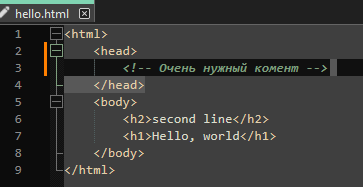 hello.html
1 <html>
2 <head>
3 <!-- Очень нужный комент -->
4 </head>
5 <body>
6 <h2>second line</h2>
7 <h1>Hello, world</h1>
8 </body>
9 </html>